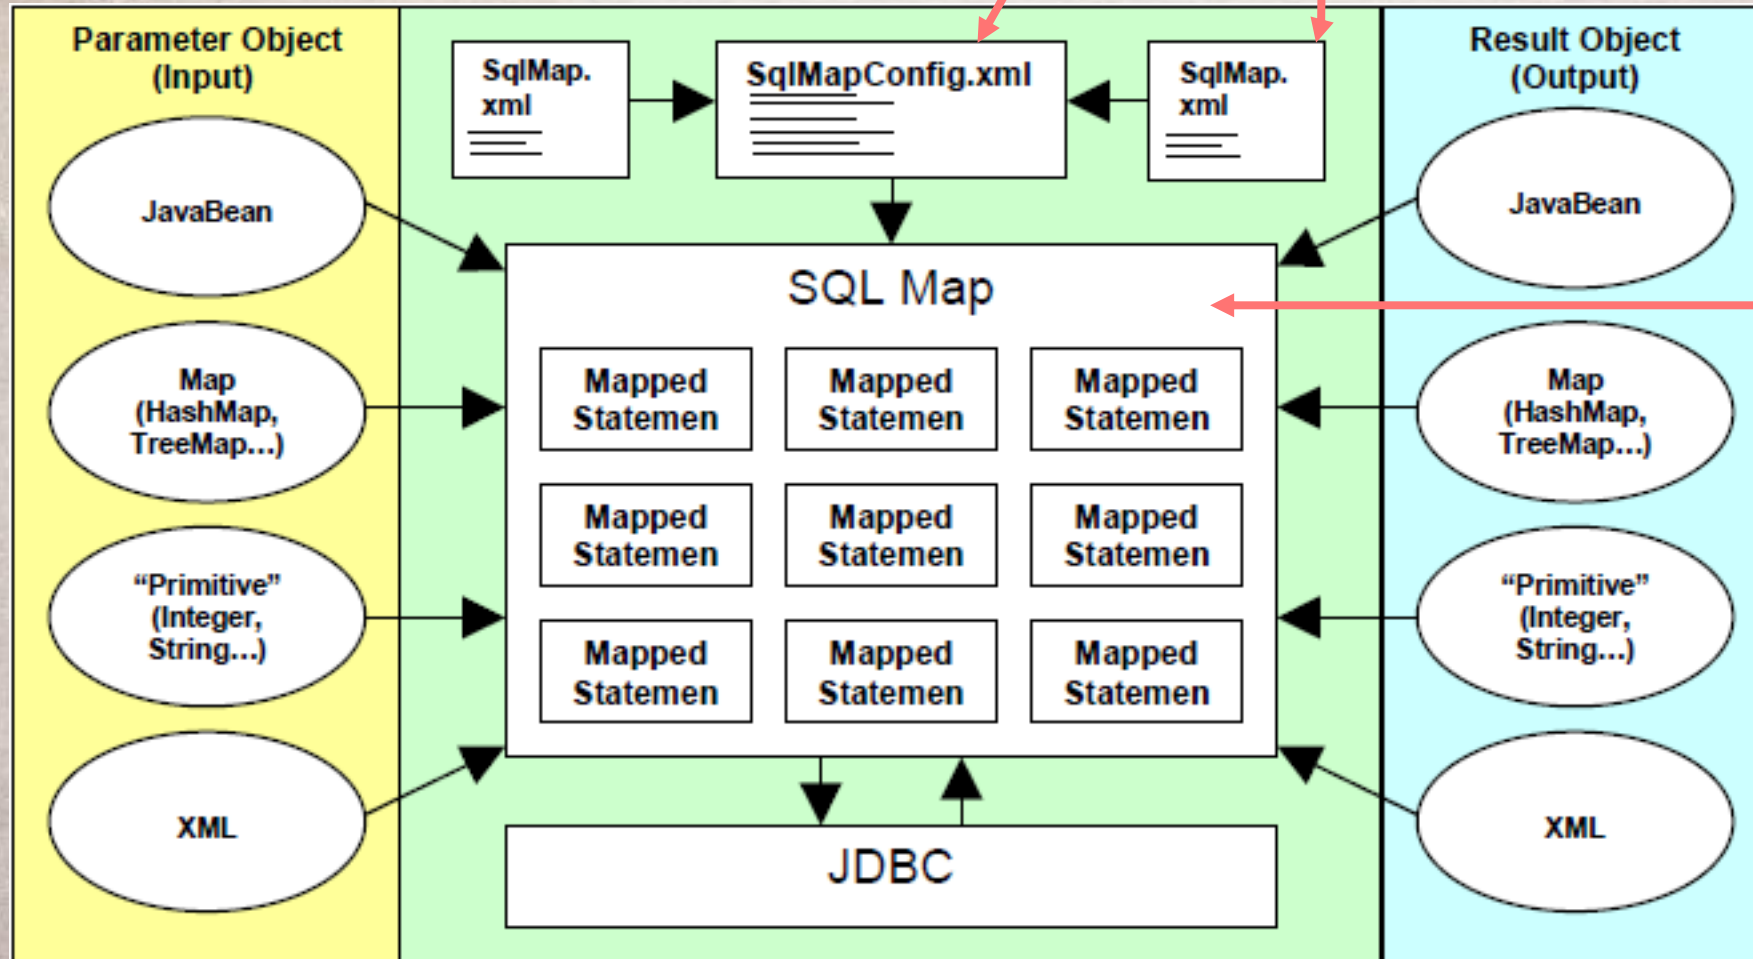 Parameter Object
(Input)
JavaBean
Map
(HashMap,
TreeMap...)
“Primitive”
(Integer,
String...)
XML
SqlMap.
xml
SqlMapConfig.xml
SqlMap.
xml
SQL Map
Mapped
Statemen
Mapped
Statemen
Mapped
Statemen
Mapped
Statemen
Mapped
Statemen
Mapped
Statemen
Mapped
Statemen
Mapped
Statemen
Mapped
Statemen
JDBC
Result Object
(Output)
JavaBean
Map
(HashMap,
TreeMap...)
“Primitive”
(Integer,
String...)
XML